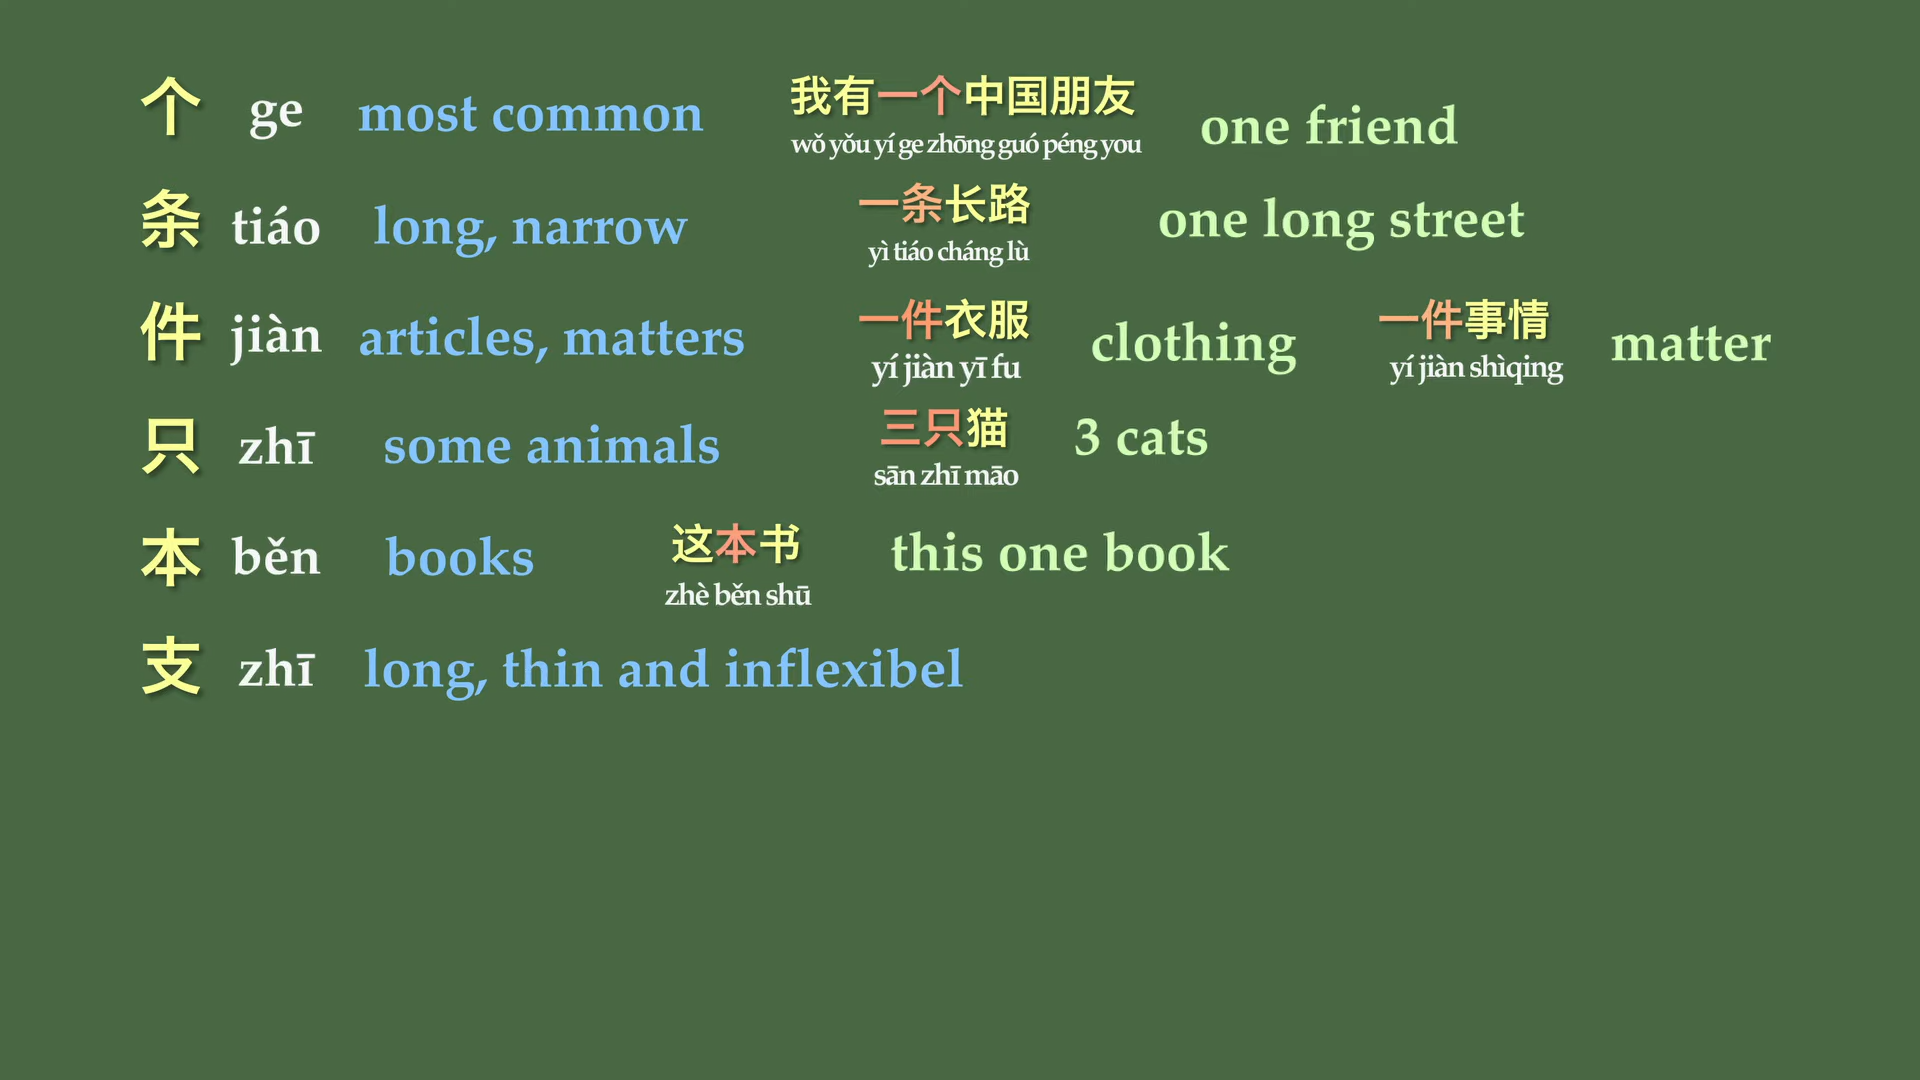 个 ge most common 我有一个中国朋友 one friend
wǒ yǒu yí ge zhōng guó péng you
条 tiáo long, narrow 一条长路 one long street
yì tiáo cháng lù
件 jiàn articles, matters 一件衣服 clothing 一件事情 matter
yí jiàn yī fu yí jiàn shìqing
只 zhī some animals 三只猫 3 cats
sān zhī māo
本 běn books 这本书 this one book
zhè běn shū
支 zhī long, thin and inflexibel